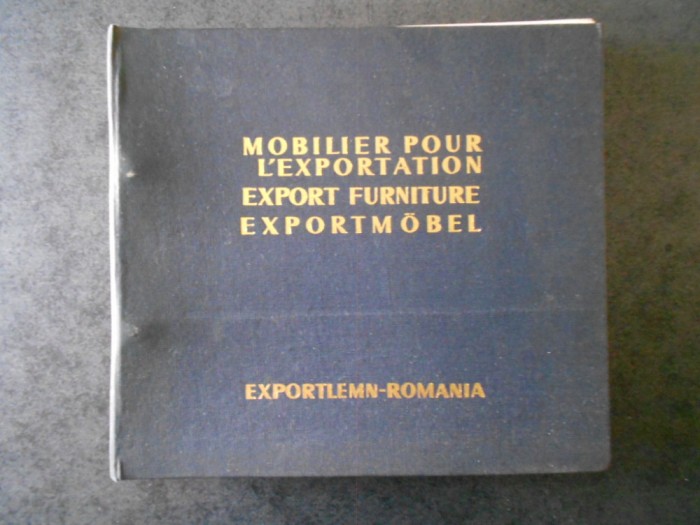 MOBILIER POUR
L'EXPORTATION
EXPORT FURNITURE
EXPORTMÖBEL
EXPORTLEMN-ROMANIA